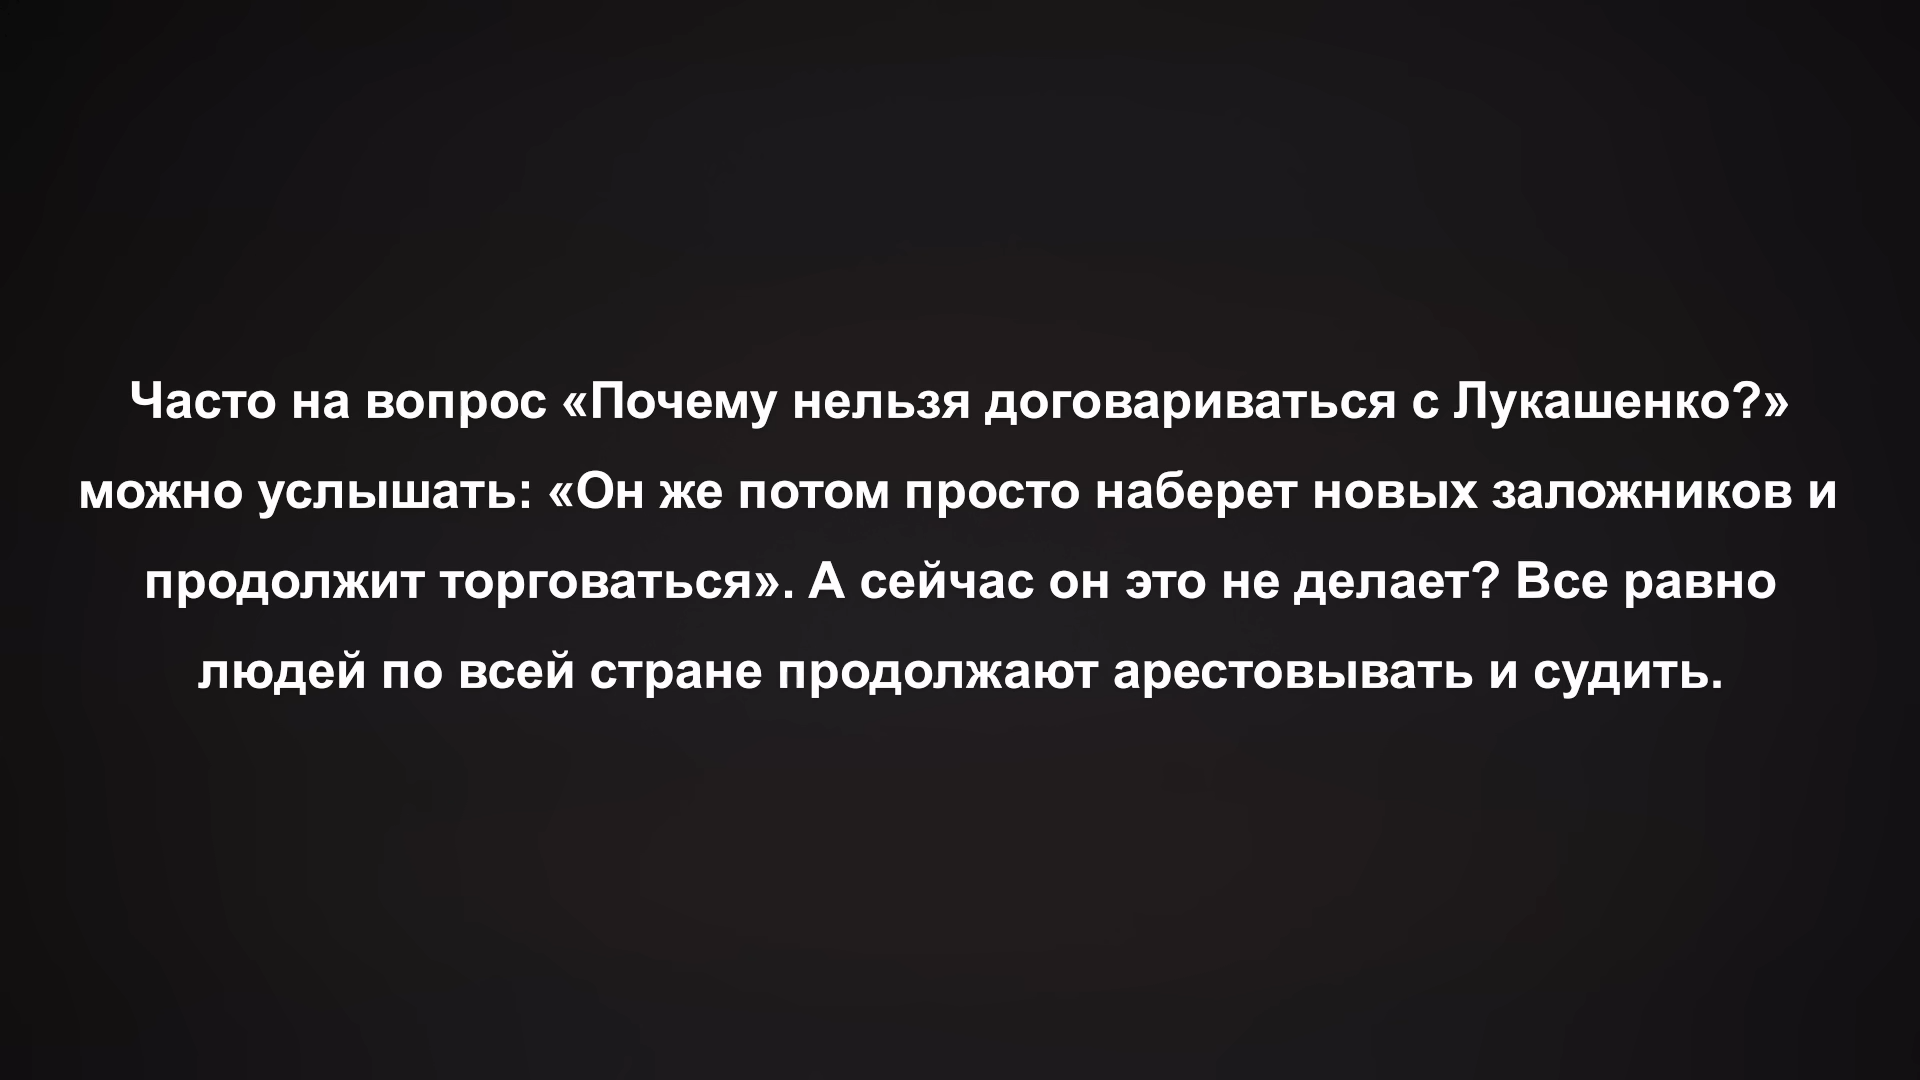 Часто на вопрос «Почему нельзя договариваться с Лукашенко?»
можно услышать: «Он же потом просто наберет новых заложников и
продолжит торговаться». А сейчас он это не делает? Все равно
людей по всей стране продолжают арестовывать и судить.